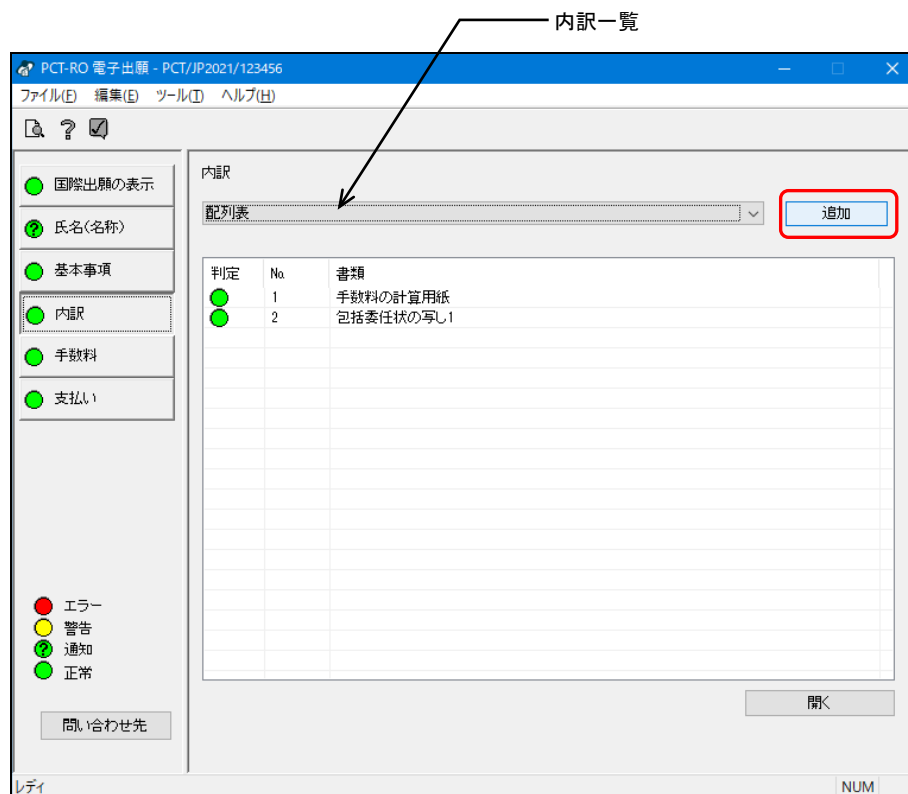 内訳一覧
PCT-RO 電子出願 - PCT/JP2021/123456
ファイル(F) 編集(E) ツール(T) ヘルプ(H)
国際出願の表示
氏名(名称)
基本事項
内訳
手数料
支払い
エラー
警告
通知
正常
問い合わせ先
内訳
配列表
追加
判定 No. 書類
1 手数料の計算用紙
2 包括委任状の写し1
開く
レディ
NUM